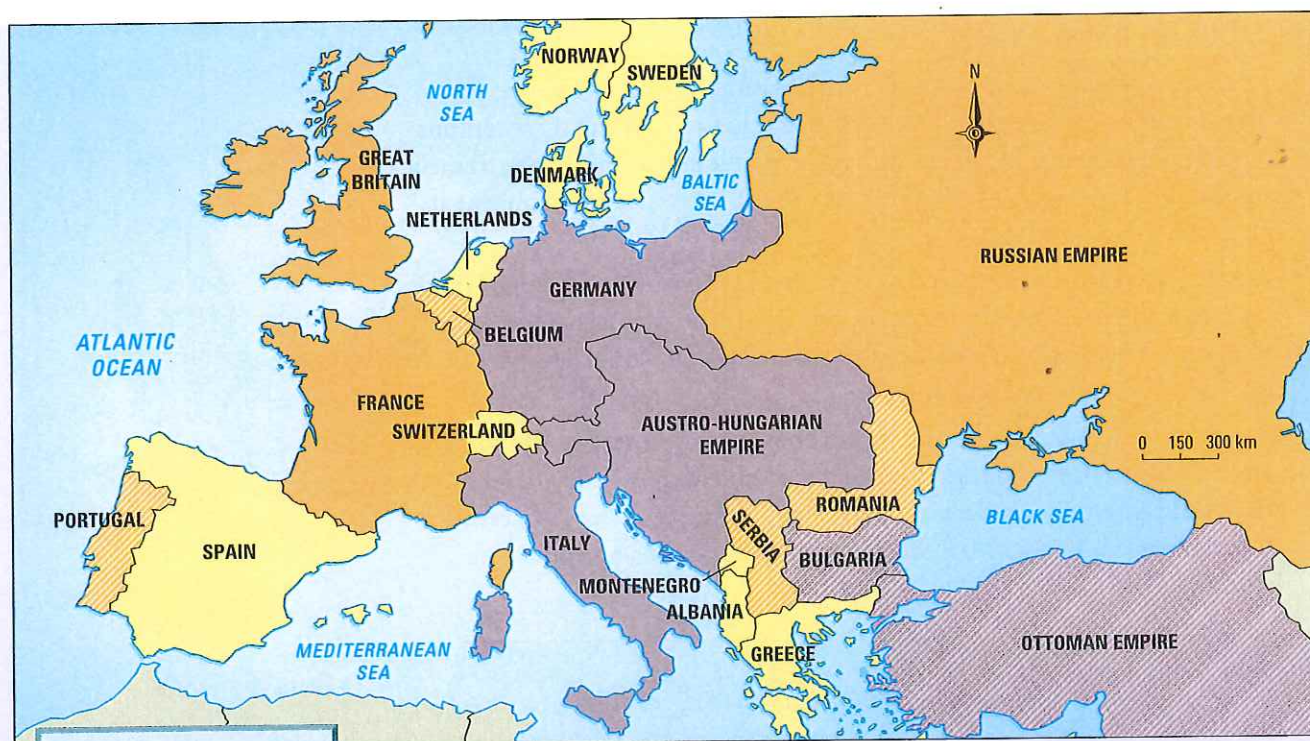 NORWAY
SWEDEN
N
NORTH
SEA
GREAT
BRITAIN
DENMARK
BALTIC
SEA
NETHERLANDS
RUSSIAN EMPIRE
GERMANY
BELGIUM
ATLANTIC
OCEAN
FRANCE
SWITZERLAND
AUSTRO-HUNGARIAN
EMPIRE
0 150 300 km
PORTUGAL
SPAIN
ITALY
SERBIA
ROMANIA
BLACK SEA
BULGARIA
MONTENEGRO
ALBANIA
MEDITERRANEAN
SEA
GREECE
OTTOMAN EMPIRE